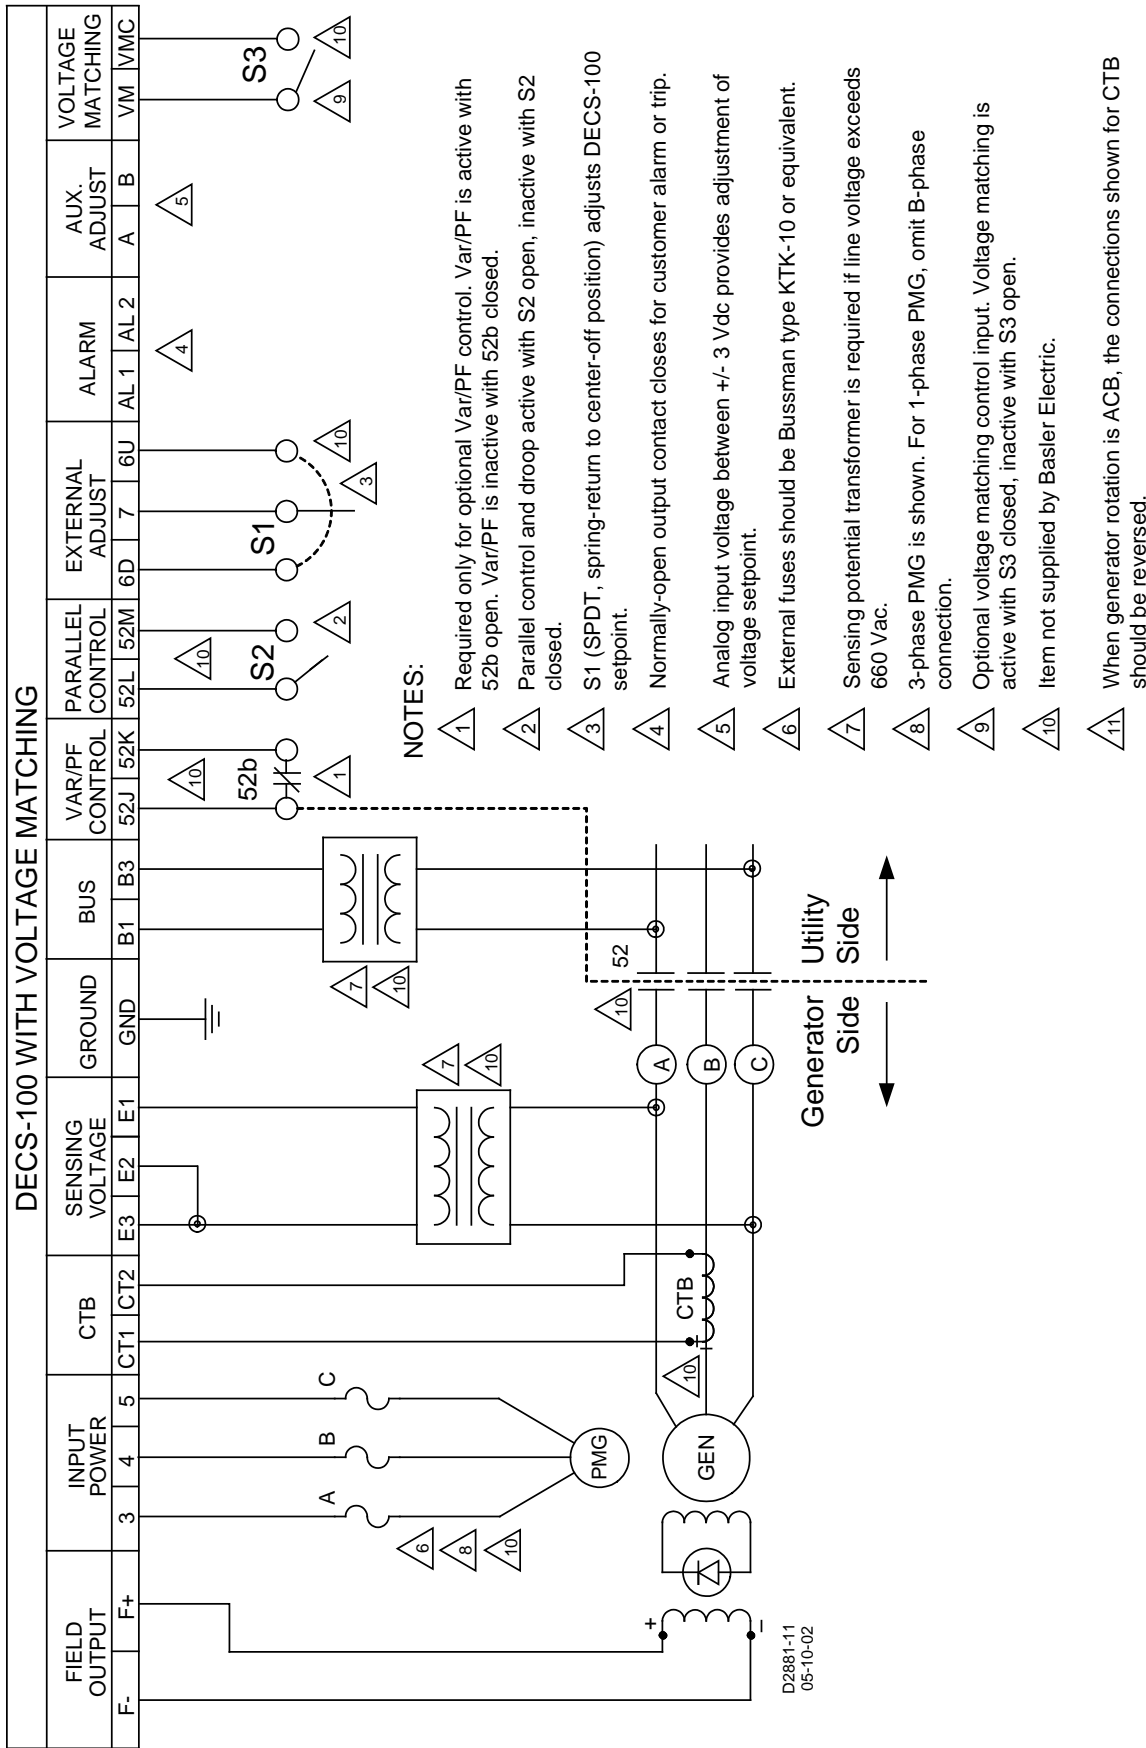 DECS-100 WITH VOLTAGE MATCHING
FIELD
OUTPUT
INPUT
POWER
CTB
SENSING
VOLTAGE
GROUND
BUS
VAR/PF
CONTROL
PARALLEL
CONTROL
EXTERNAL
ADJUST
ALARM
AUX.
ADJUST
VOLTAGE
MATCHING
F- F+ 3 4 5 CT1 CT2 E3 E2 E1 GND B1 B3 52J 52K 52L 52M 6D 7 6U AL 1 AL 2 A B VM VMC
10 10 4 5
52b S2 S1 S3
1 2 10 3 9 10
A B C
6 8 10
7 10
7 10
PMG
GEN
CTB
10
10
52
A
B
C
+
–
Generator
Side
Utility
Side
D2881-11
05-10-02
NOTES:
1 Required only for optional Var/PF control. Var/PF is active with
52b open. Var/PF is inactive with 52b closed.
2 Parallel control and droop active with S2 open, inactive with S2
closed.
3 S1 (SPDT, spring-return to center-off position) adjusts DECS-100
setpoint.
4 Normally-open output contact closes for customer alarm or trip.
5 Analog input voltage between +/- 3 Vdc provides adjustment of
voltage setpoint.
6 External fuses should be Bussman type KTK-10 or equivalent.
7 Sensing potential transformer is required if line voltage exceeds
660 Vac.
8 3-phase PMG is shown. For 1-phase PMG, omit B-phase
connection.
9 Optional voltage matching control input. Voltage matching is
active with S3 closed, inactive with S3 open.
10 Item not supplied by Basler Electric.
11 When generator rotation is ACB, the connections shown for CTB
should be reversed.